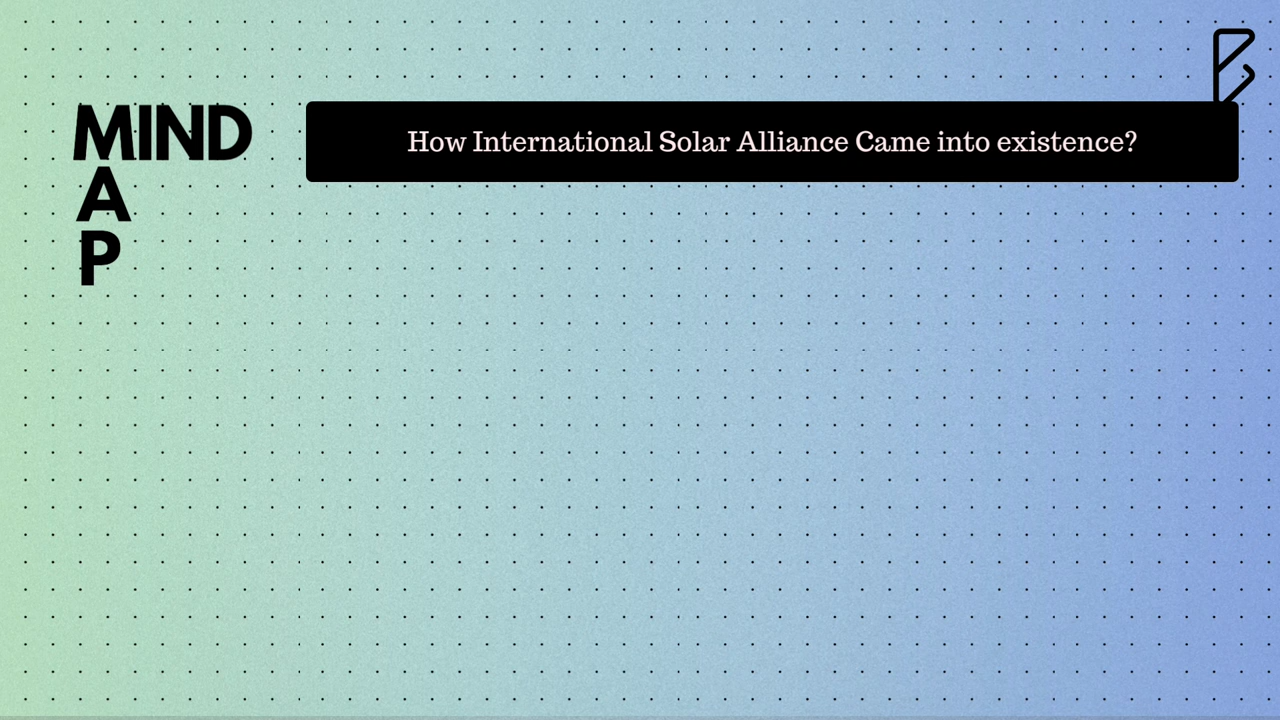 MIND
A
P
How International Solar Alliance Came into existence?